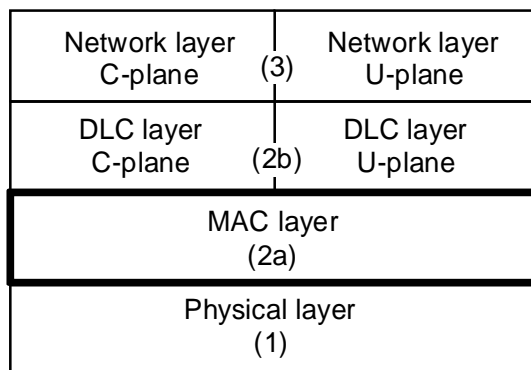 Network layer
C-plane
(3)
Network layer
U-plane
DLC layer
C-plane
(2b)
DLC layer
U-plane
MAC layer
(2a)
Physical layer
(1)